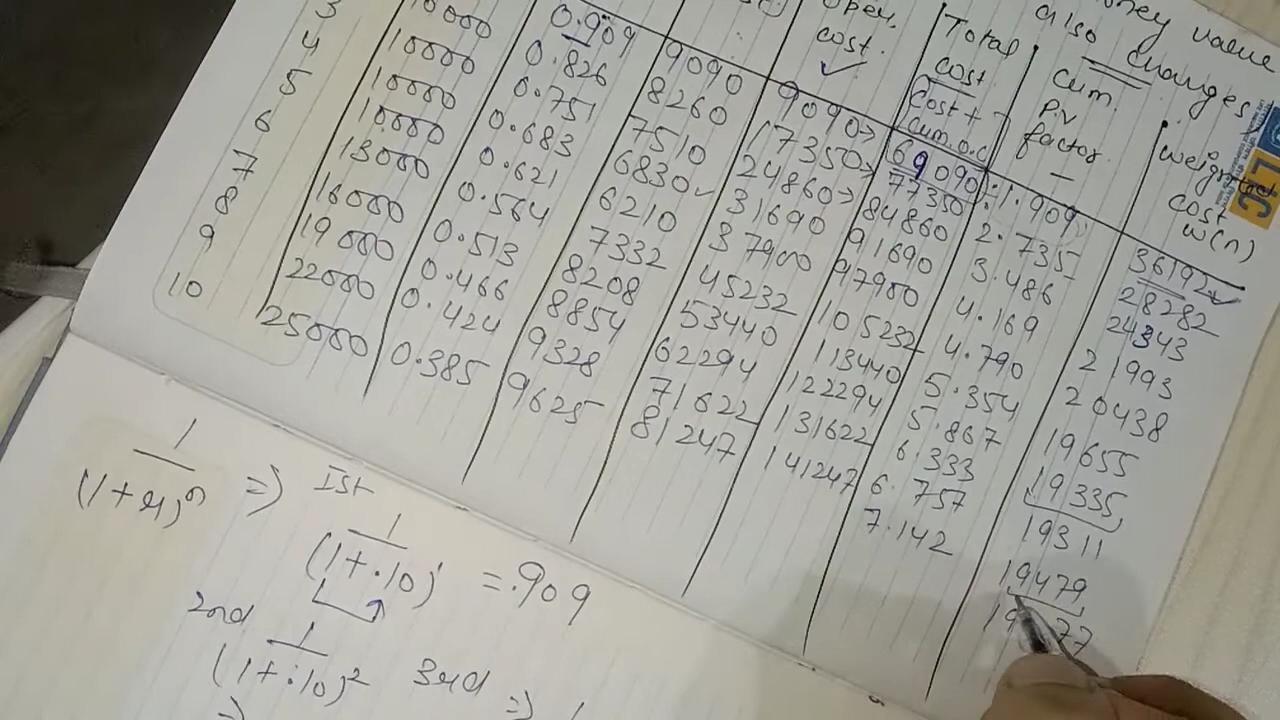 oney value
also changes
Oper. cost. ✓
Total cost
Cost + cum. O.C
Cum. P.V factor
weighted cost W(n)
0.909 9090 9090 69090 1.909 36192 ✓
10000 0.826 8260 17350 77350 2.735 28282
3 10000 0.751 7510 24860 84860 3.486 24343
4 10000 0.683 6830 31690 91690 4.169 21993
5 10000 0.621 6210 37900 97900 4.790 20438
6 13000 0.564 7332 45232 105232 5.354 19655
7 16000 0.513 8208 53440 113440 5.867 19335
8 19000 0.466 8854 62294 122294 6.333 19311
9 22000 0.424 9328 71622 131622 6.757 19479
10 25000 0.385 9625 81247 141247 7.142
1/(1+r)^n => Ist
1/(1+.10)^1 = .909
2nd 1/(1+.10)^2 3rd =>